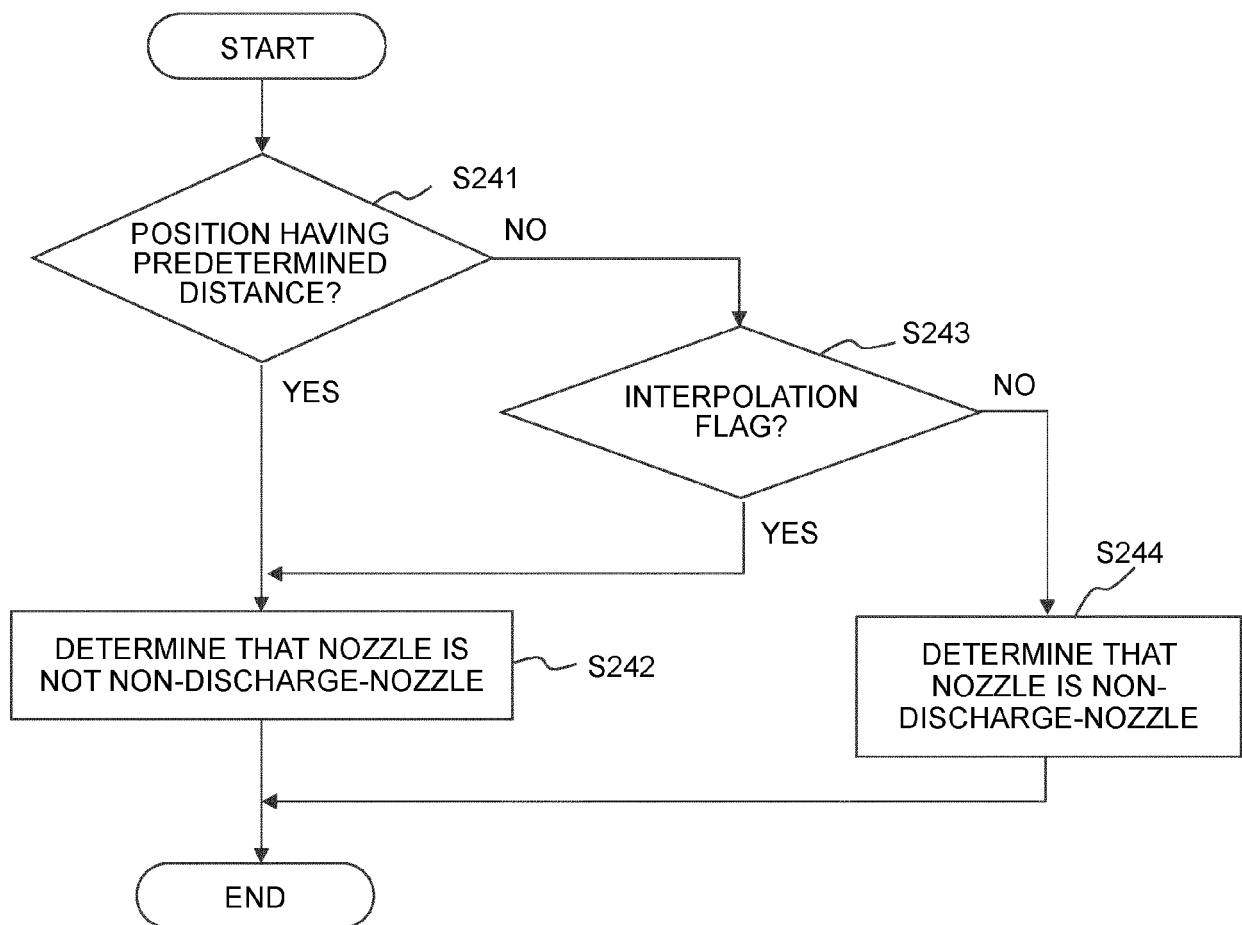 START
S241
POSITION HAVING
PREDETERMINED
DISTANCE?
NO
YES
S243
INTERPOLATION
FLAG?
NO
YES
S244
DETERMINE THAT NOZZLE IS
NOT NON-DISCHARGE-NOZZLE
S242
DETERMINE THAT
NOZZLE IS NON-
DISCHARGE-NOZZLE
END